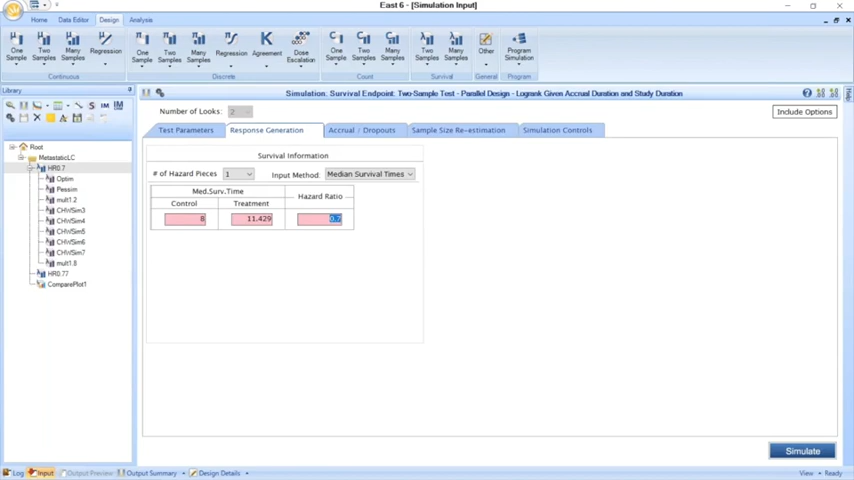 East 6 - [Simulation Input]
Home Data Editor Design Analysis
One Sample Two Samples Many Samples Regression One Sample Two Samples Many Samples Regression Agreement Dose Escalation One Sample Two Samples Many Samples Two Samples Many Samples Other Program Simulation
Continuous Discrete Count Survival General Program
Library
Simulation: Survival Endpoint: Two-Sample Test - Parallel Design - Logrank Given Accrual Duration and Study Duration
Help
Number of Looks: 2
Include Options
Test Parameters Response Generation Accrual / Dropouts Sample Size Re-estimation Simulation Controls
Root
MetastaticLC
HR0.7
Optim
Pessim
mult1.2
CHWSim3
CHWSim4
CHWSim5
CHWSim6
CHWSim7
mult1.8
HR0.77
ComparePlot1
Survival Information
# of Hazard Pieces 1 Input Method: Median Survival Times
Med.Surv.Time
Control Treatment Hazard Ratio
8 11.429 0.7
Simulate
Log Input Output Preview Output Summary Design Details View Ready